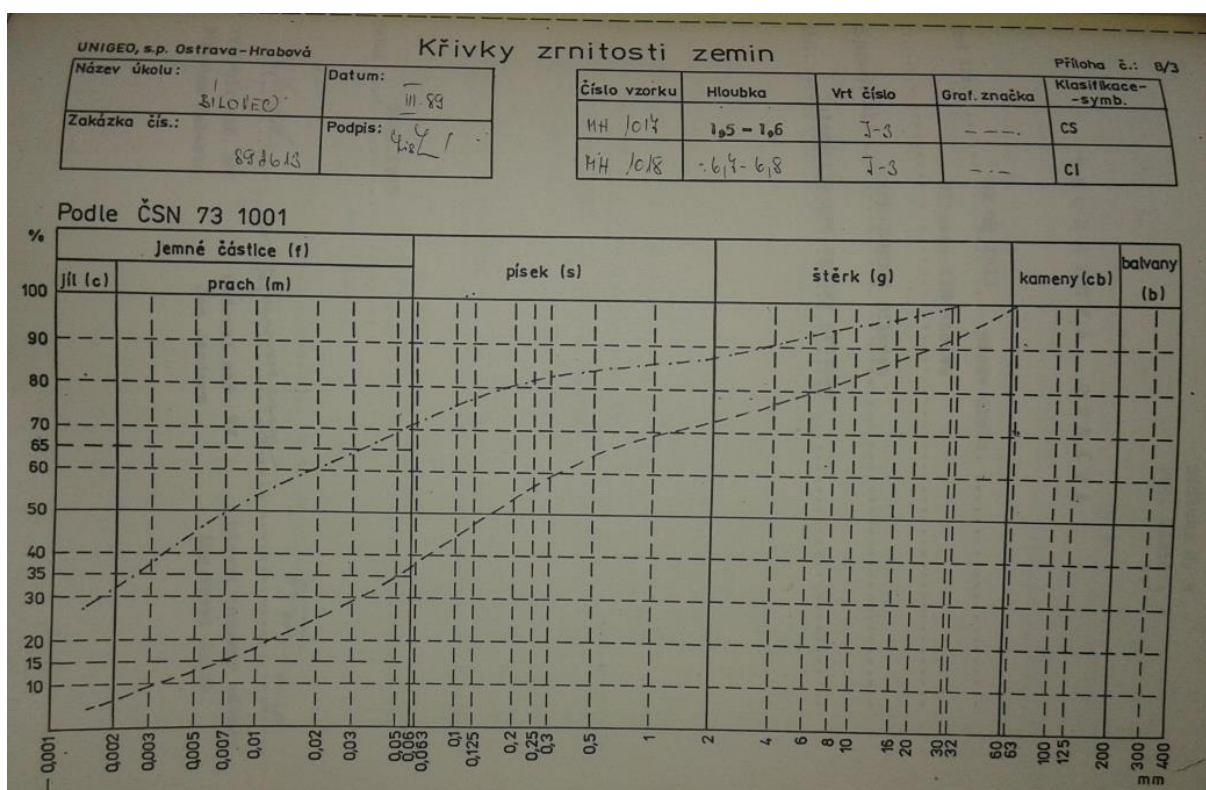 UNIGEO, s.p. Ostrava-Hrabová
Křivky zrnitosti zemin
Příloha č.: 8/3
Název úkolu:
BÍLOVEC
Datum:
III. 89
Zakázka čís.:
Podpis:
Číslo vzorku Hloubka Vrt číslo Graf. značka Klasifikace-
-symb.
MH 1017 1,5 - 1,6 J-3 CS
MH 1018 6,7 - 6,8 J-3 CI
Podle ČSN 73 1001
%
jemné částice (f)
písek (s) štěrk (g) kameny (cb) balvany
(b)
jíl (c) prach (m)
100
90
80
70
65
60
50
40
35
30
20
15
10
0,001 0,002 0,003 0,005 0,007 0,01 0,02 0,03 0,05 0,06 0,063 0,1 0,125 0,2 0,25 0,3 0,5 1 2 4 6 8 10 16 20 30 32 60 63 100 125 200 300 400
mm